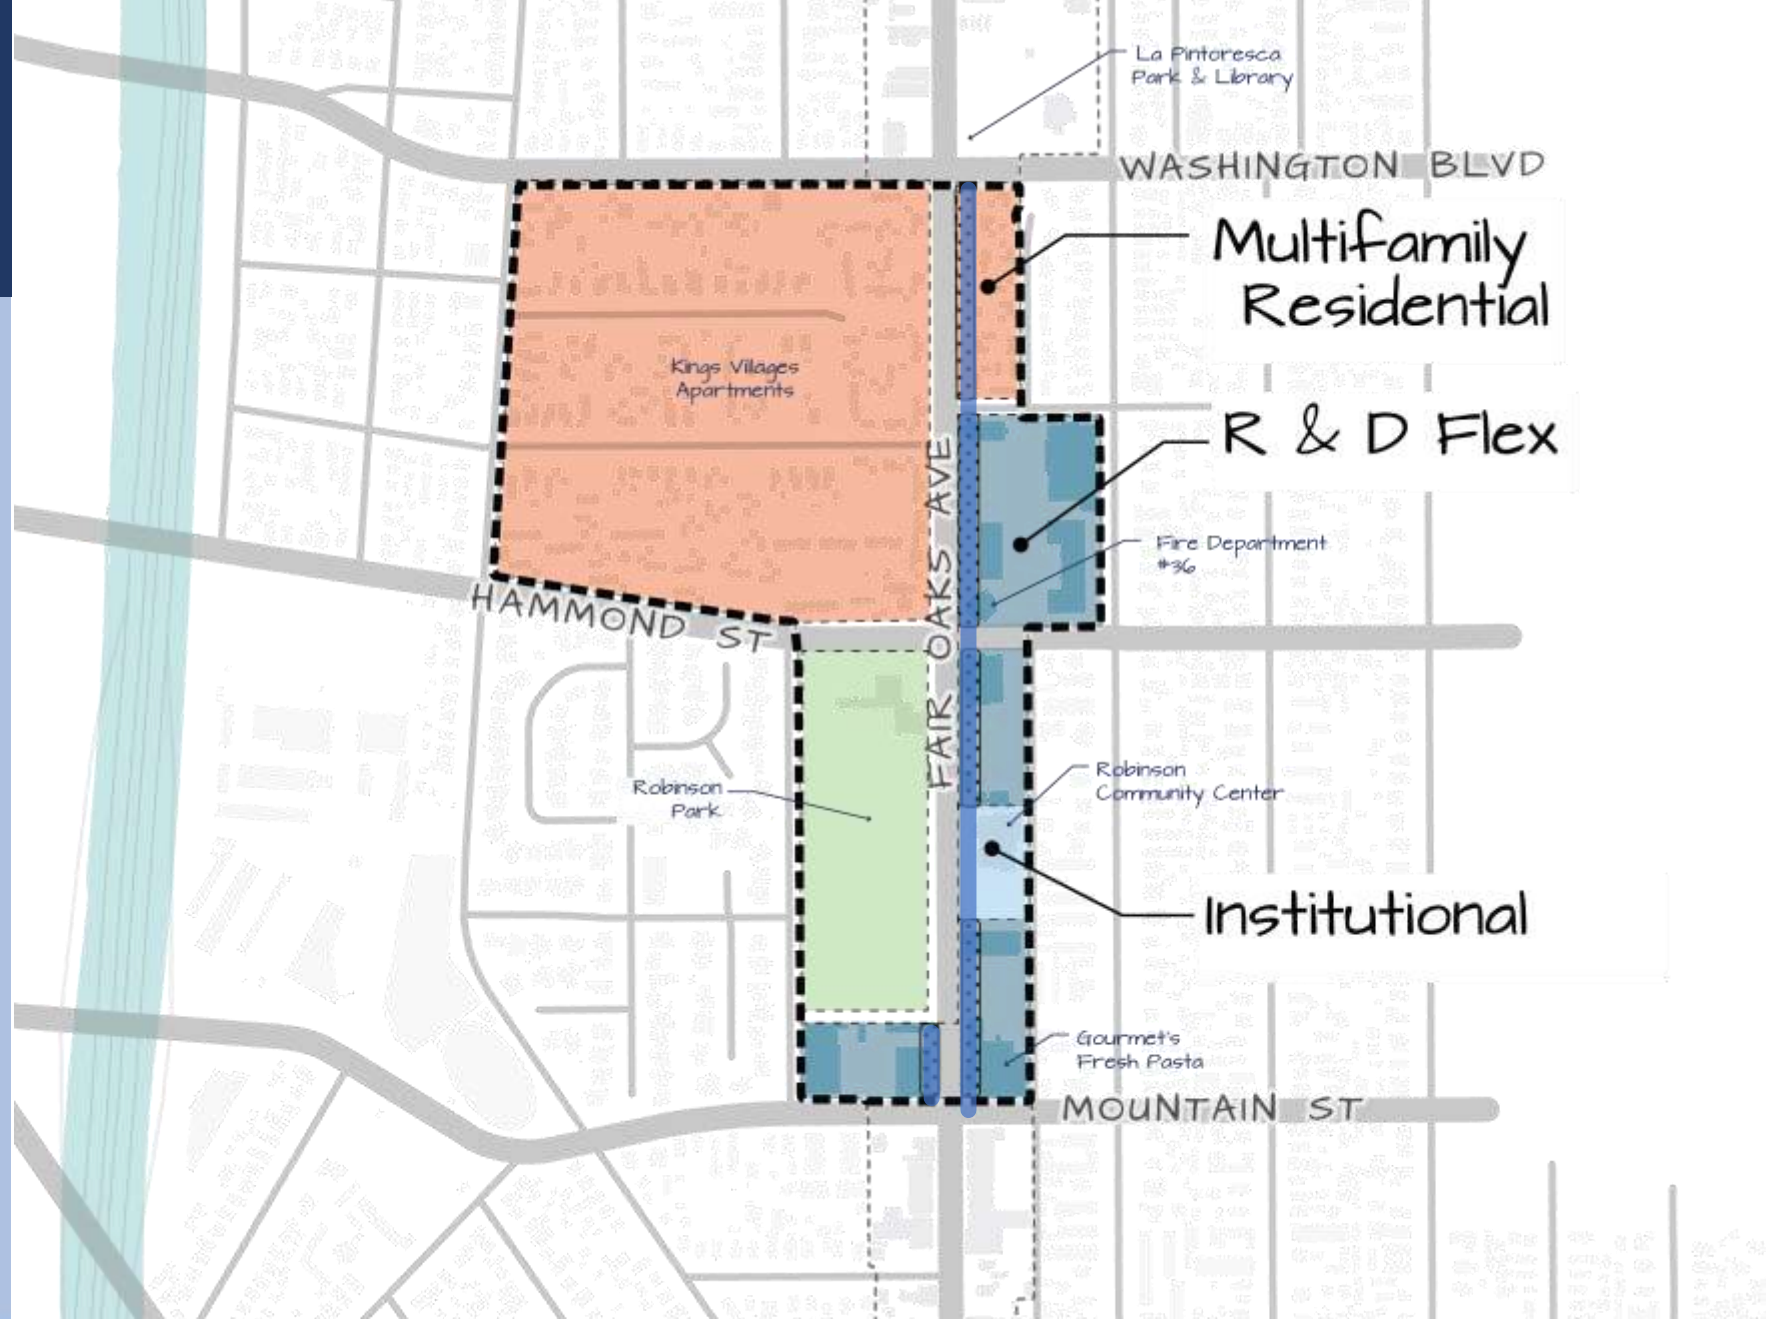 La Pintoresca
Park & Library
WASHINGTON BLVD
Multifamily
Residential
Kings Villages
Apartments
R & D Flex
FAIR OAKS AVE
Fire Department
#36
HAMMOND ST
Robinson
Park
Robinson
Community Center
Institutional
Gourmet's
Fresh Pasta
MOUNTAIN ST